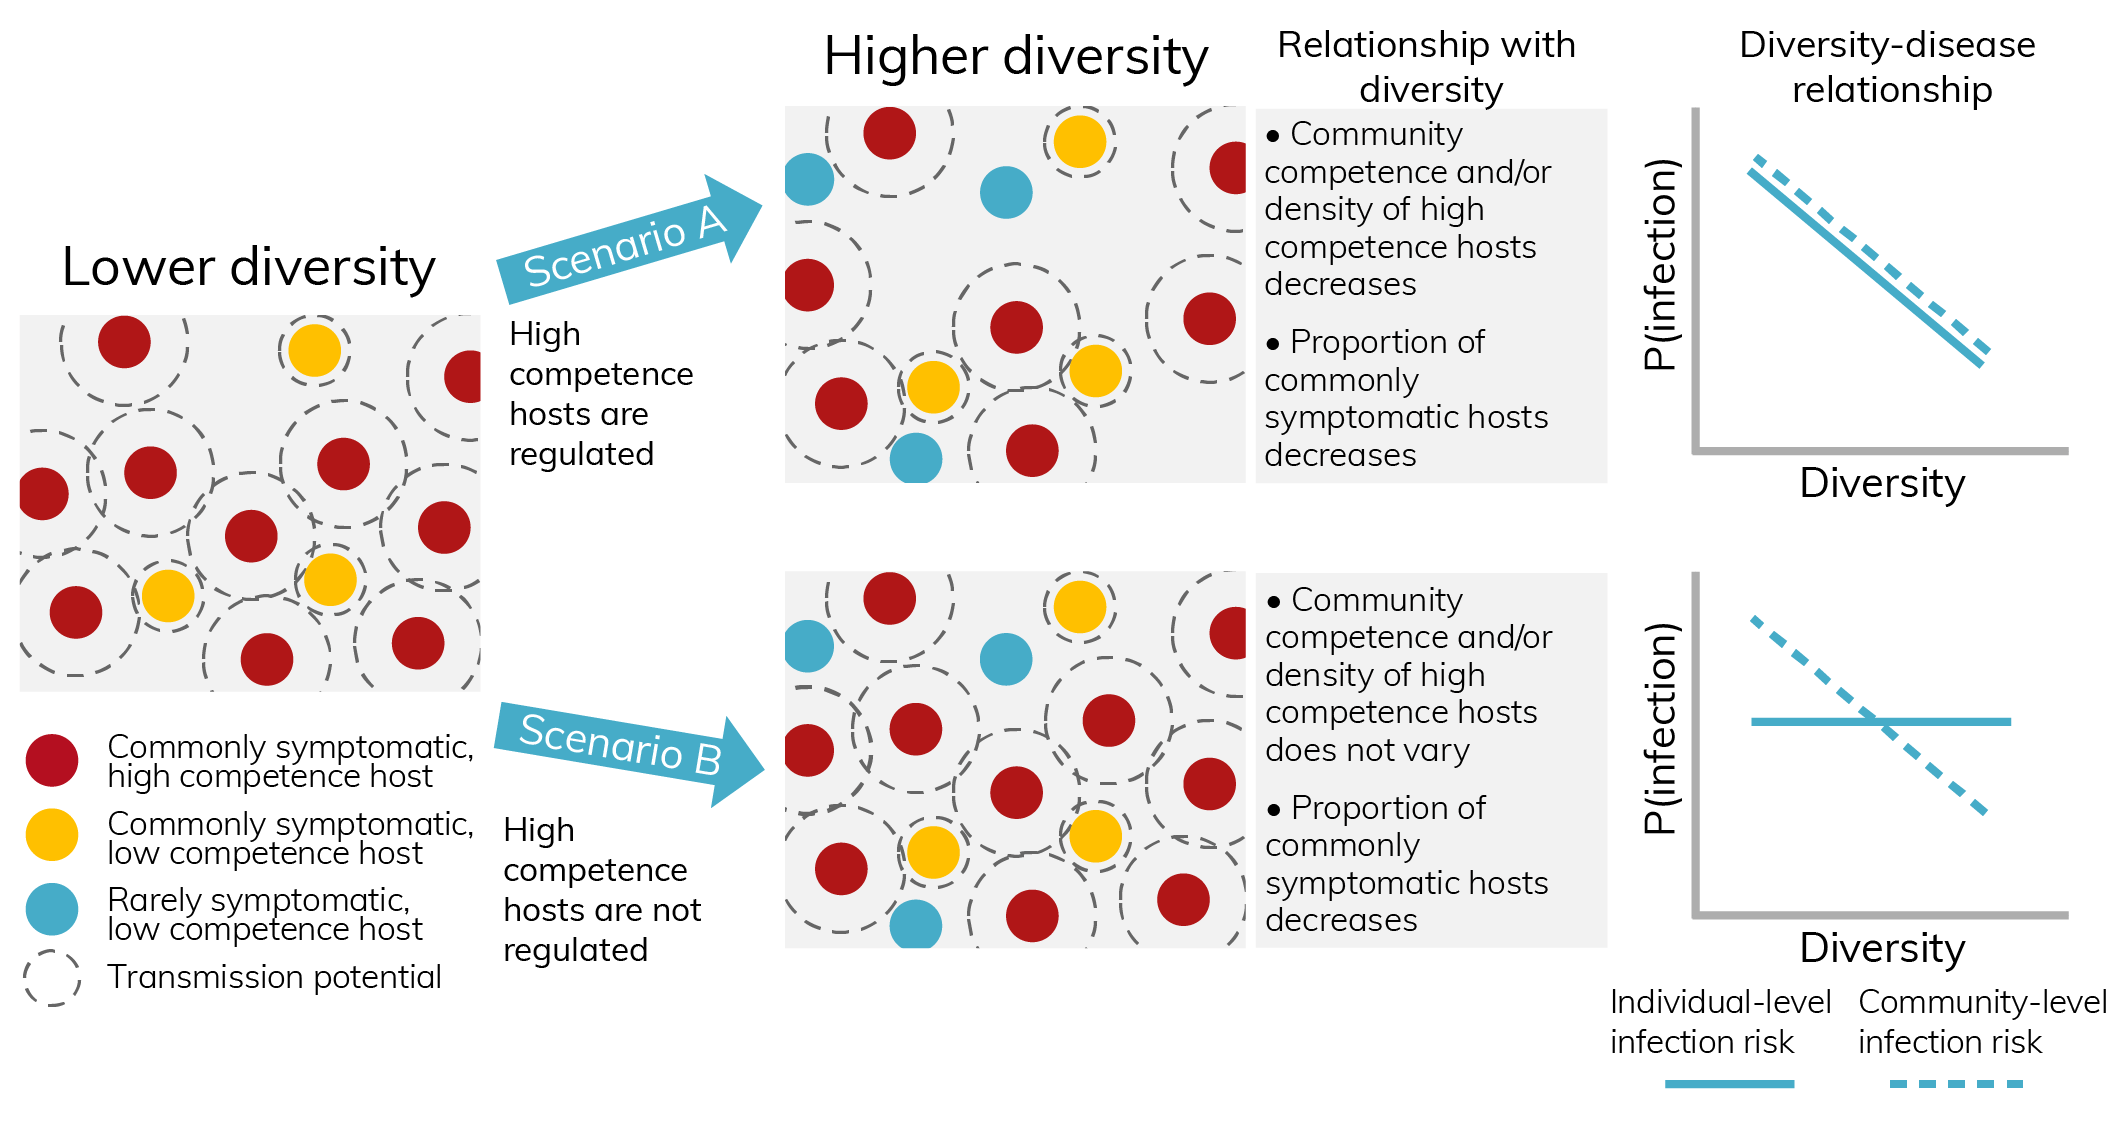 Lower diversity
Commonly symptomatic,
high competence host
Commonly symptomatic,
low competence host
Rarely symptomatic,
low competence host
Transmission potential
Scenario A
High
competence
hosts are
regulated
Scenario B
High
competence
hosts are not
regulated
Higher diversity
Relationship with
diversity
• Community
competence and/or
density of high
competence hosts
decreases
• Proportion of
commonly
symptomatic hosts
decreases
• Community
competence and/or
density of high
competence hosts
does not vary
• Proportion of
commonly
symptomatic hosts
decreases
Diversity-disease
relationship
P(infection)
Diversity
P(infection)
Diversity
Individual-level
infection risk
Community-level
infection risk